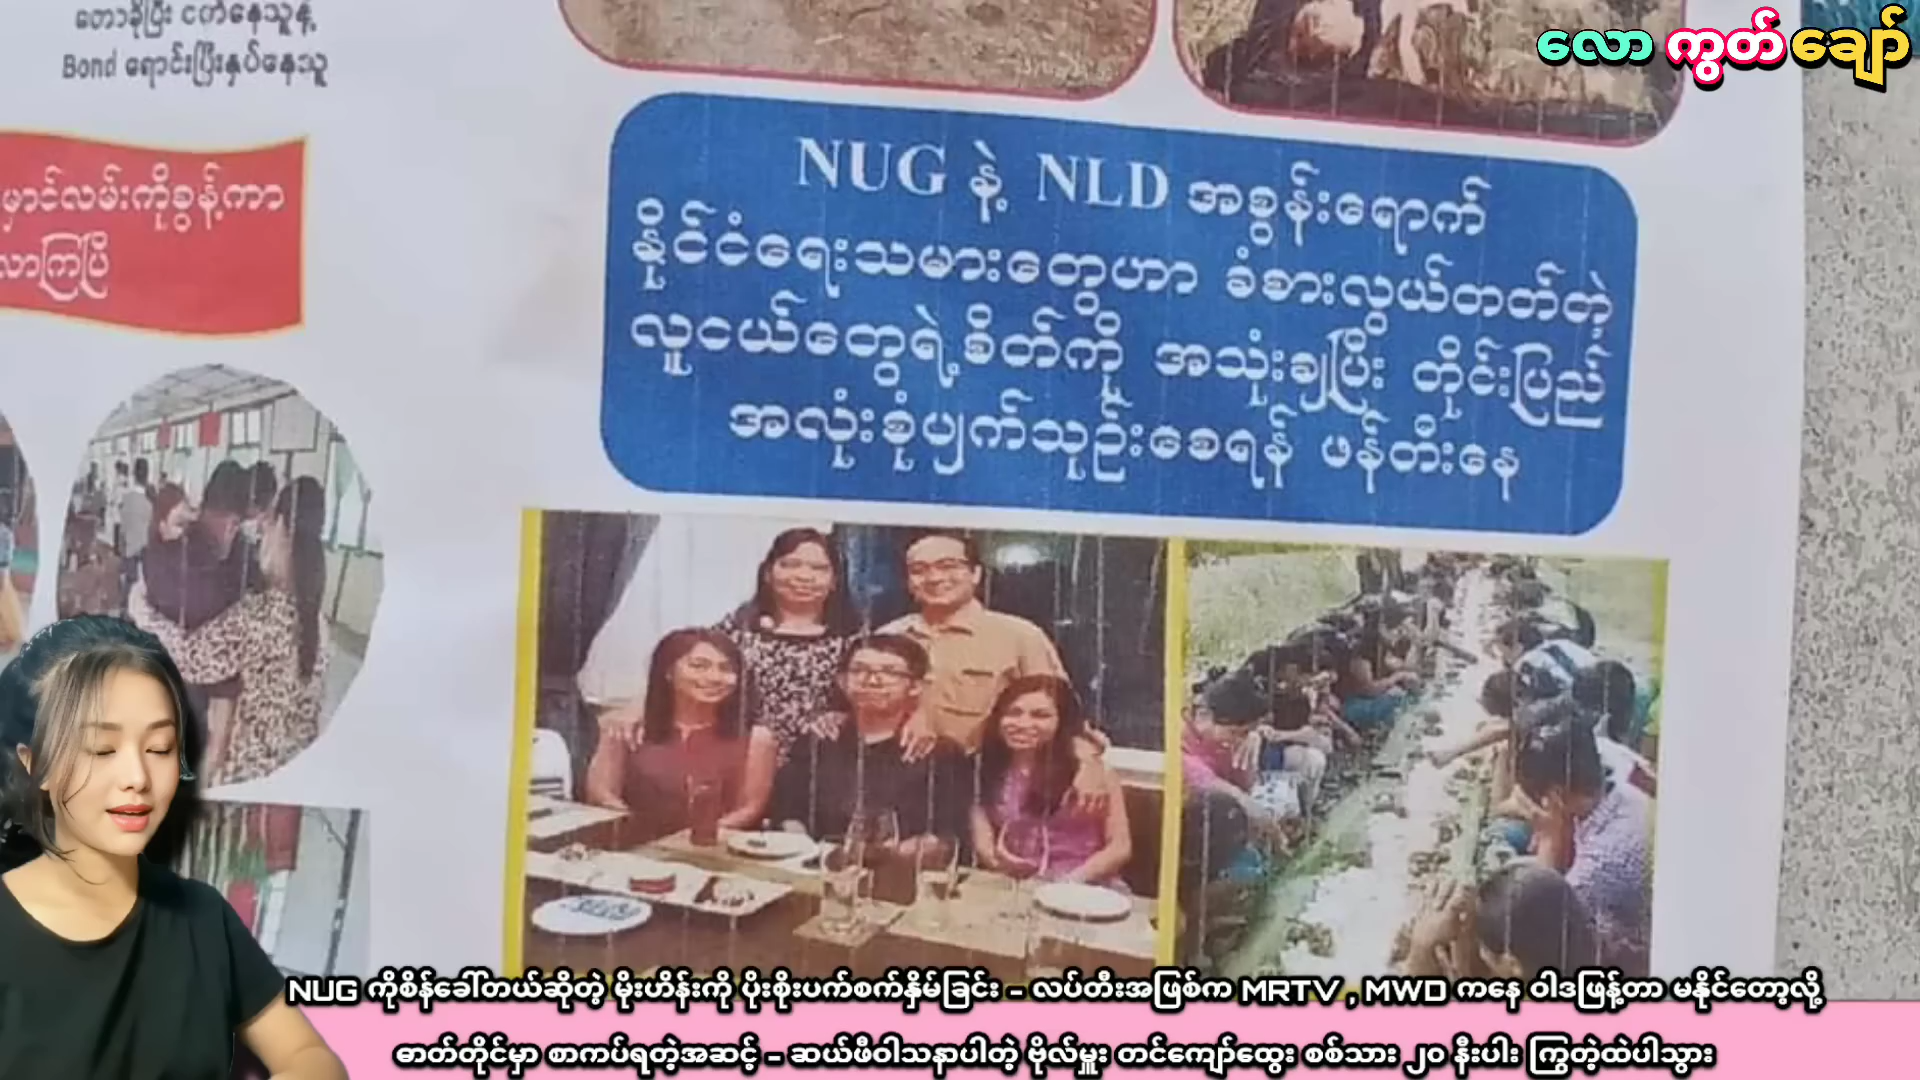 တောခိုပြီး ငတ်နေသူနဲ့
Bond ရောင်းပြီးနှပ်နေသူ
လော ကွတ် ချော်
မှာင်လမ်းကိုစွန့်ကာ
လာကြပြီ
NUG နဲ့ NLD အစွန်းရောက်
နိုင်ငံရေးသမားတွေဟာ ခံစားလွယ်တတ်တဲ့
လူငယ်တွေရဲ့စိတ်ကို အသုံးချပြီး တိုင်းပြည်
အလုံးစုံပျက်သုဉ်းစေရန် ဖန်တီးနေ
NUG ကိုစိန်ခေါ်တယ်ဆိုတဲ့ မိုးဟိန်းကို ပိုးစိုးပက်စက်နှိမ်ခြင်း - လပ်တီးအဖြစ်က MRTV , MWD ကနေ ဝါဒဖြန့်တာ မနိုင်တော့လို့
ဓာတ်တိုင်မှာ စာကပ်ရတဲ့အဆင့် - ဆယ်ဖီဝါသနာပါတဲ့ ဗိုလ်မှူး တင်ကျော်ထွေး စစ်သား ၂၀ နီးပါး ကြွတဲ့ထဲပါသွား